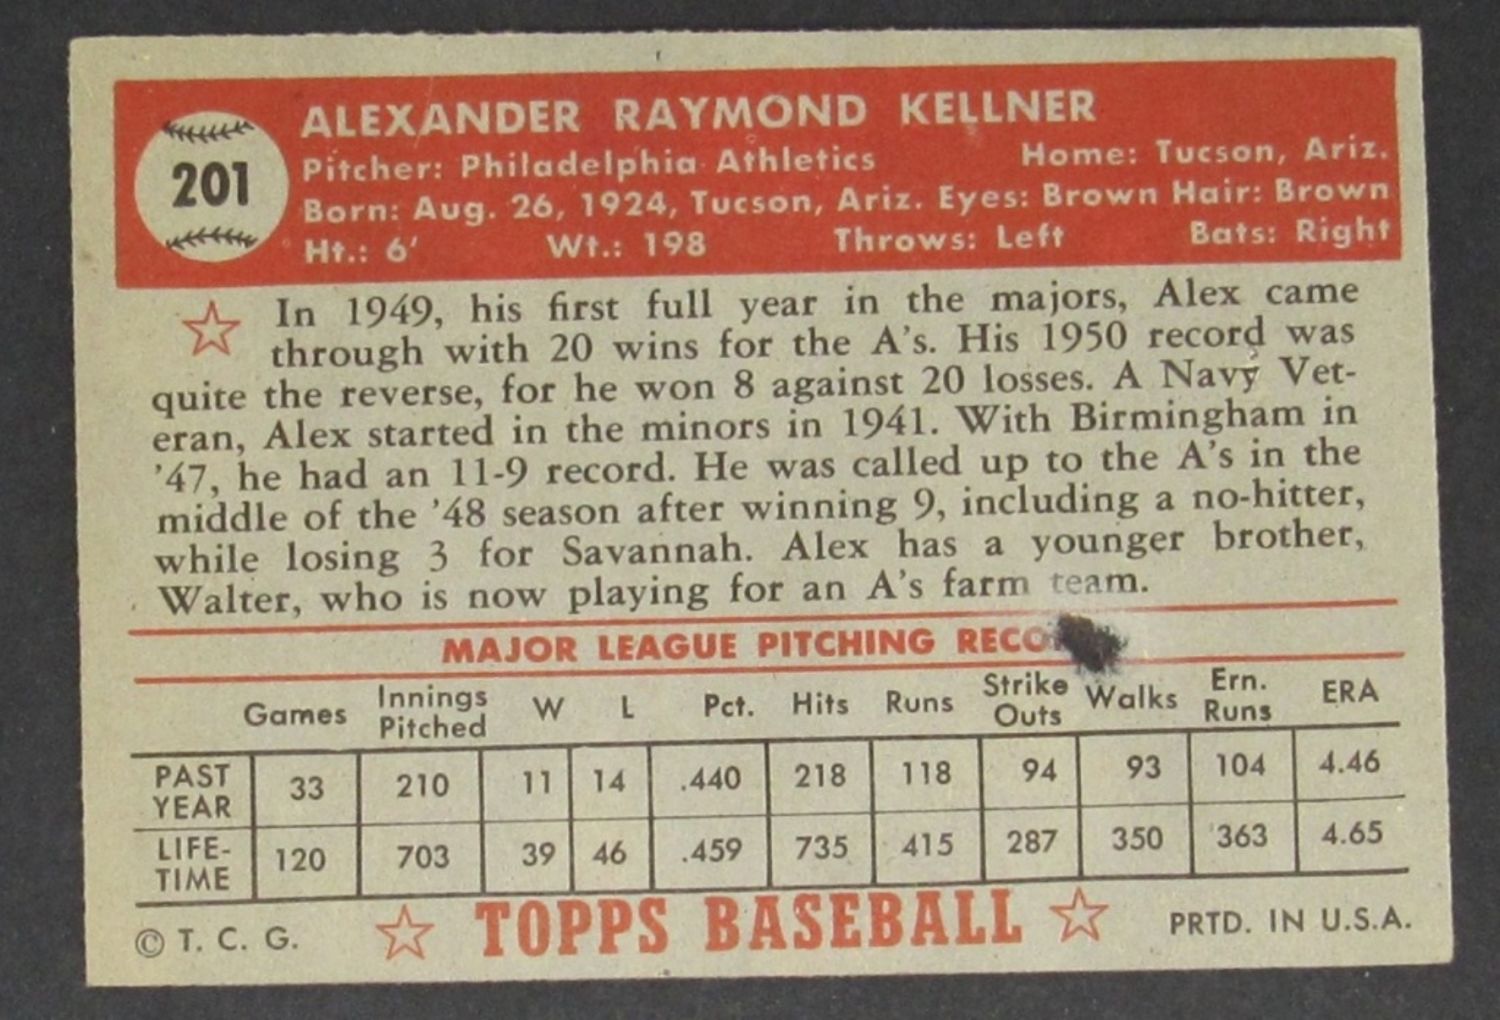 201
ALEXANDER RAYMOND KELLNER
Pitcher: Philadelphia Athletics Home: Tucson, Ariz.
Born: Aug. 26, 1924, Tucson, Ariz. Eyes: Brown Hair: Brown
Ht.: 6' Wt.: 198 Throws: Left Bats: Right
In 1949, his first full year in the majors, Alex came
through with 20 wins for the A's. His 1950 record was
quite the reverse, for he won 8 against 20 losses. A Navy Vet-
eran, Alex started in the minors in 1941. With Birmingham in
'47, he had an 11-9 record. He was called up to the A's in the
middle of the '48 season after winning 9, including a no-hitter,
while losing 3 for Savannah. Alex has a younger brother,
Walter, who is now playing for an A's farm team.
MAJOR LEAGUE PITCHING RECO
Games Innings Pitched W L Pct. Hits Runs Strike Outs Walks Ern. Runs ERA
PAST YEAR 33 210 11 14 .440 218 118 94 93 104 4.46
LIFE-TIME 120 703 39 46 .459 735 415 287 350 363 4.65
© T. C. G. TOPPS BASEBALL PRTD. IN U.S.A.